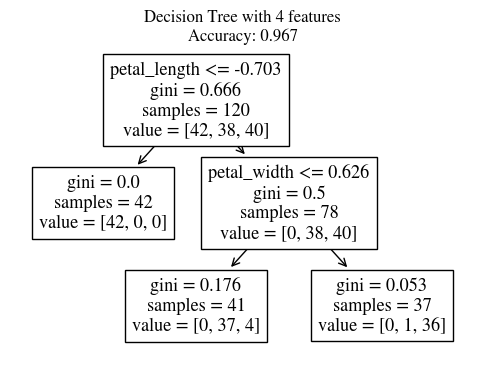 Decision Tree with 4 features
Accuracy: 0.967
petal_length <= -0.703
gini = 0.666
samples = 120
value = [42, 38, 40]
gini = 0.0
samples = 42
value = [42, 0, 0]
petal_width <= 0.626
gini = 0.5
samples = 78
value = [0, 38, 40]
gini = 0.176
samples = 41
value = [0, 37, 4]
gini = 0.053
samples = 37
value = [0, 1, 36]